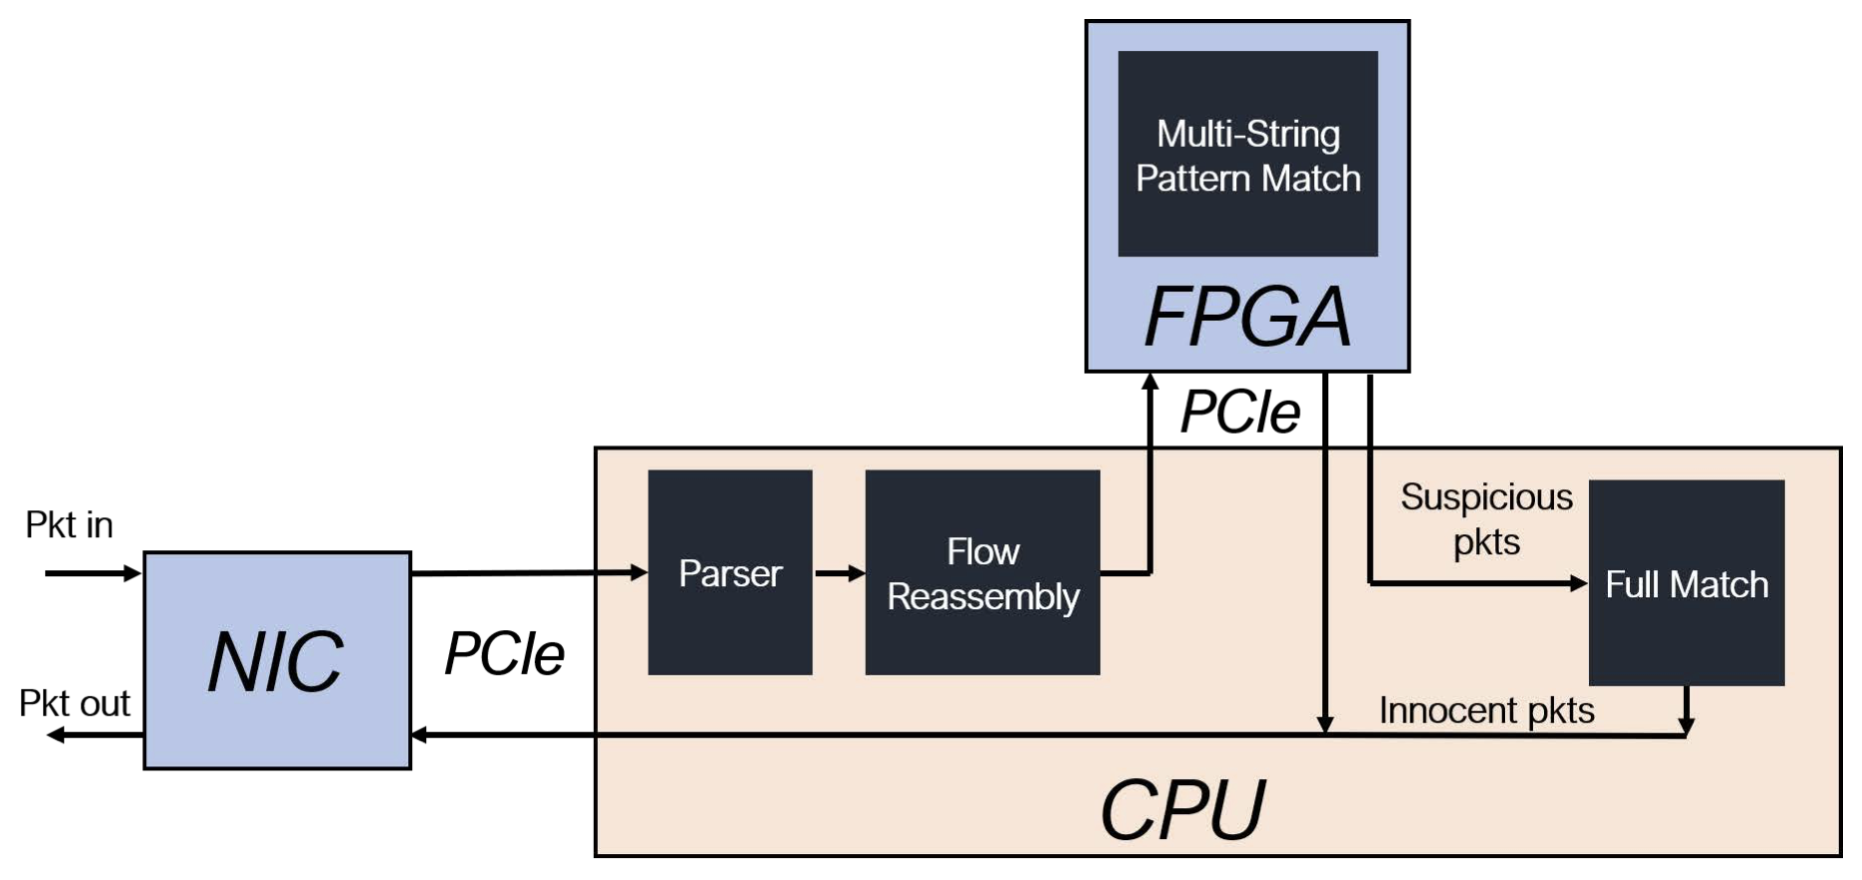 Multi-String
Pattern Match
FPGA
PCIe
Pkt in
Parser
Flow
Reassembly
Suspicious
pkts
Full Match
NIC
PCIe
Pkt out
Innocent pkts
CPU